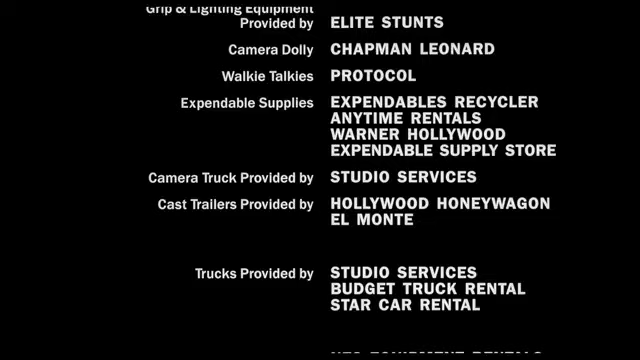 Grip & Lighting Equipment
Provided by ELITE STUNTS
Camera Dolly CHAPMAN LEONARD
Walkie Talkies PROTOCOL
Expendable Supplies EXPENDABLES RECYCLER
ANYTIME RENTALS
WARNER HOLLYWOOD
EXPENDABLE SUPPLY STORE
Camera Truck Provided by STUDIO SERVICES
Cast Trailers Provided by HOLLYWOOD HONEYWAGON
EL MONTE
Trucks Provided by STUDIO SERVICES
BUDGET TRUCK RENTAL
STAR CAR RENTAL
EQUIPMENT RENTALS